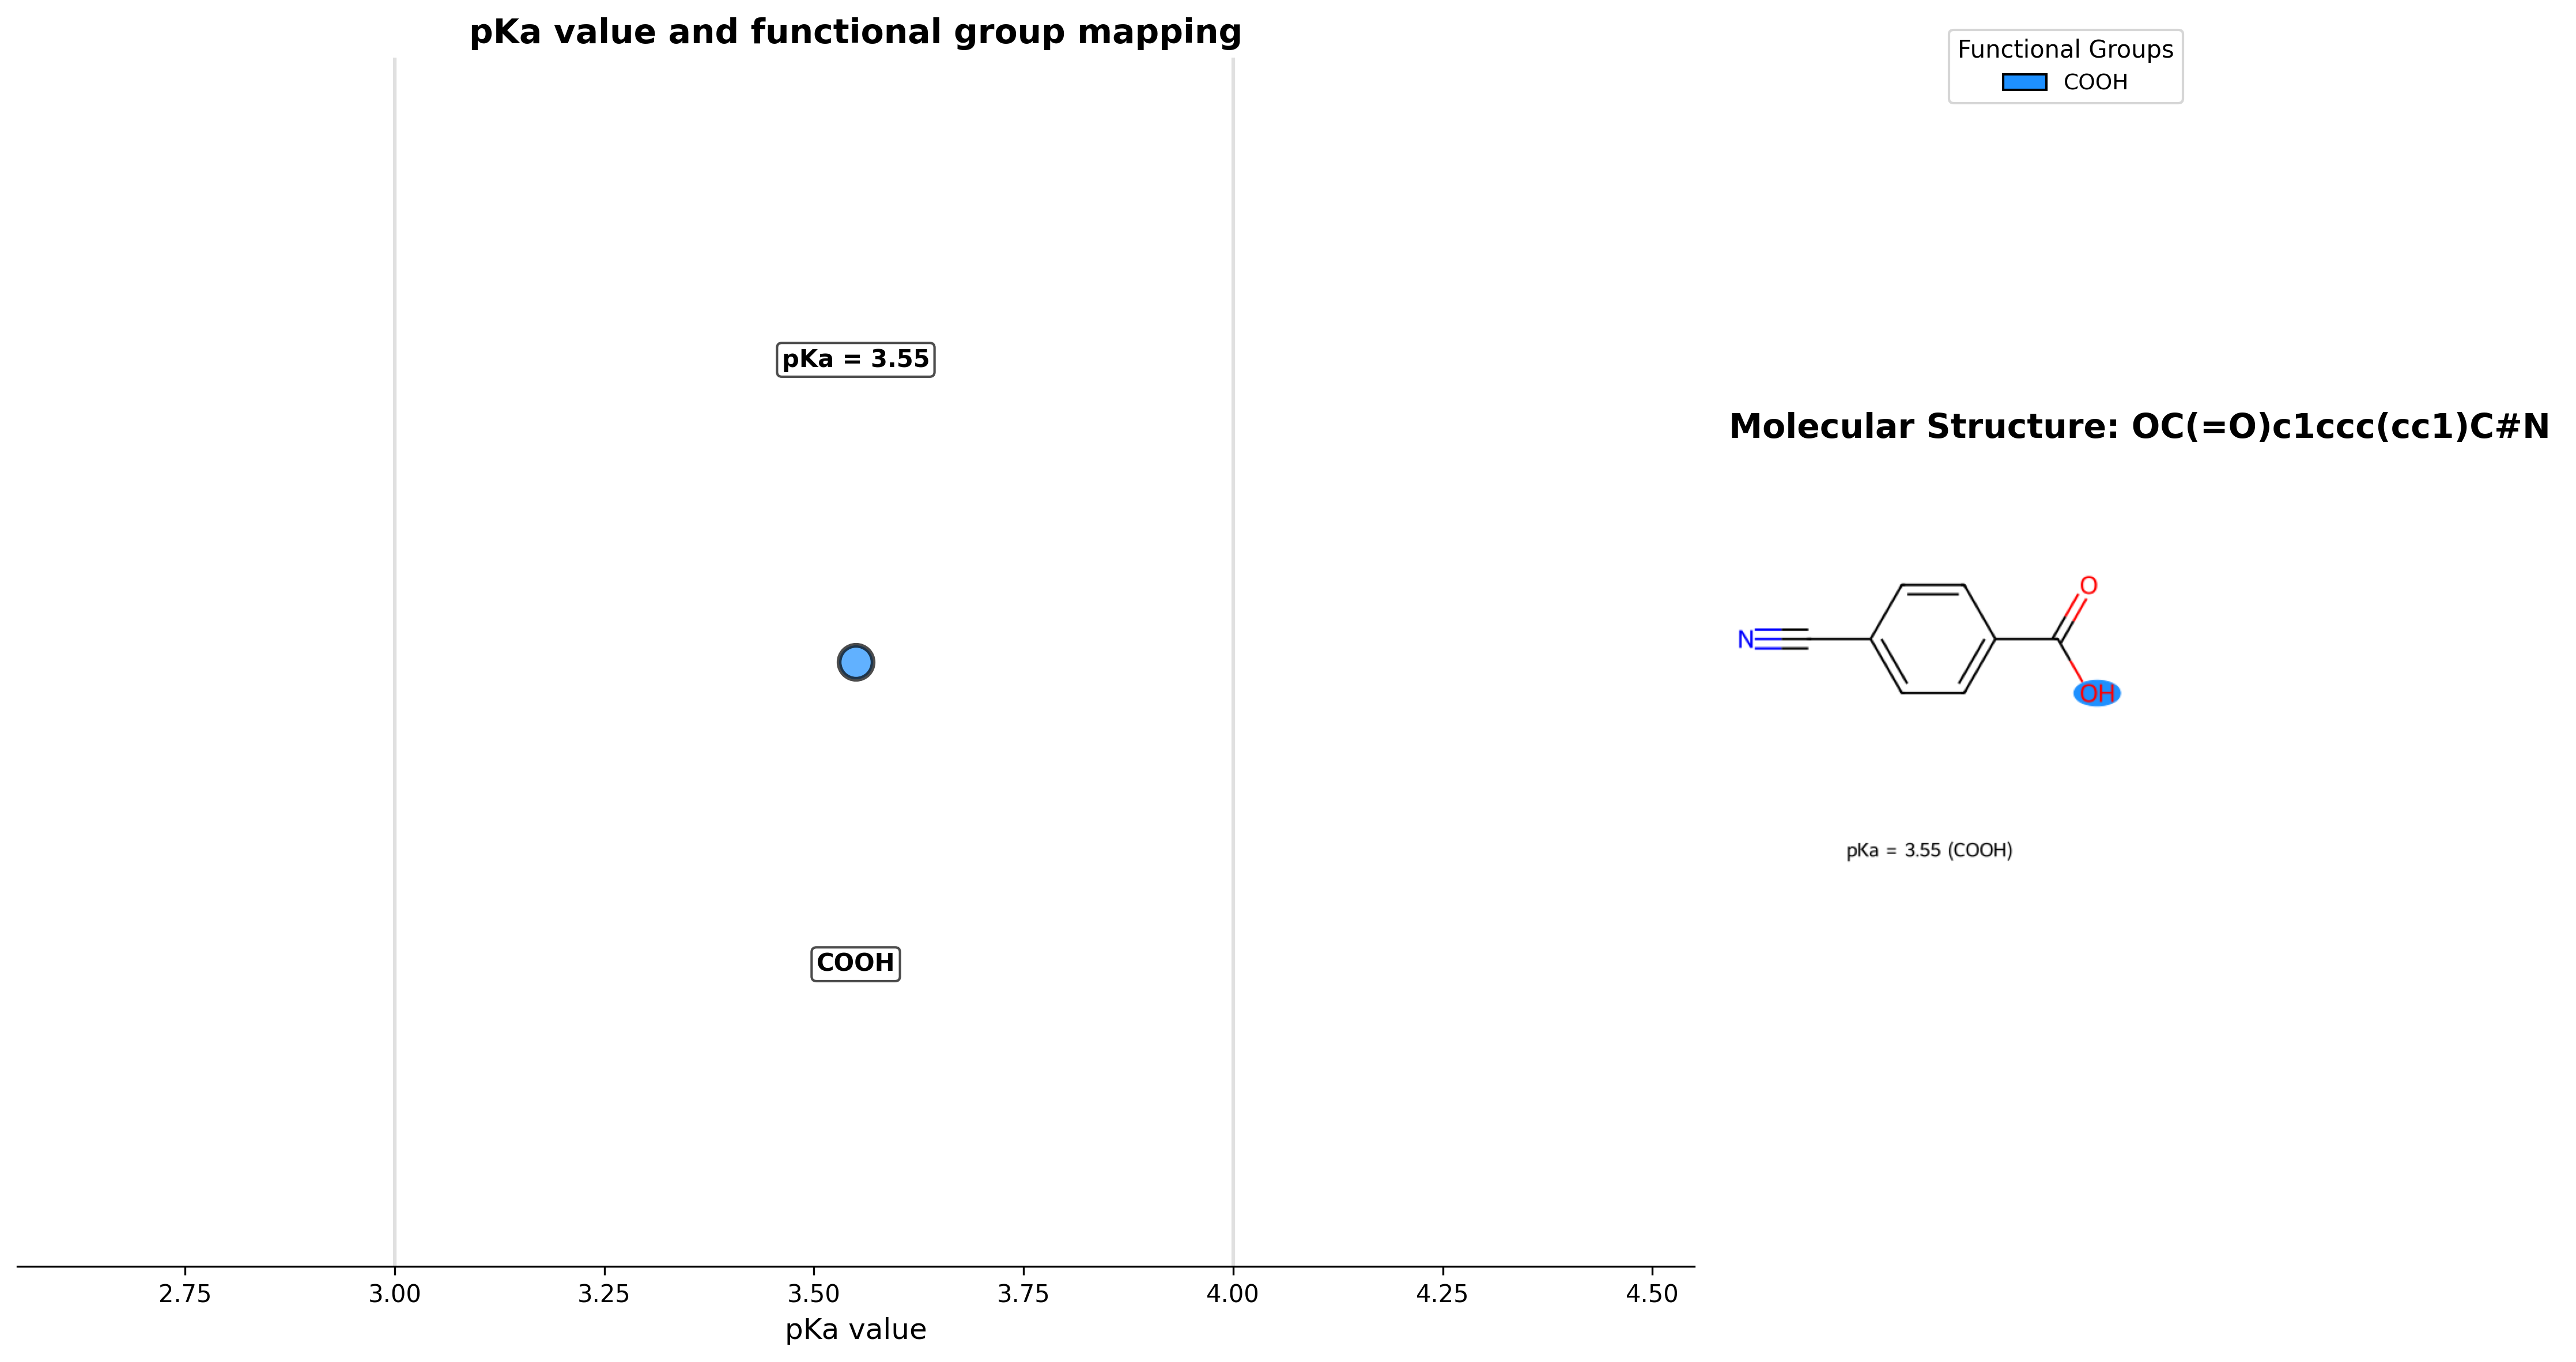 pKa value and functional group mapping
pKa = 3.55
COOH
2.75 3.00 3.25 3.50 3.75 4.00 4.25 4.50
pKa value
Functional Groups
COOH
Molecular Structure: OC(=O)c1ccc(cc1)C#N
N
O
OH
pKa = 3.55 (COOH)